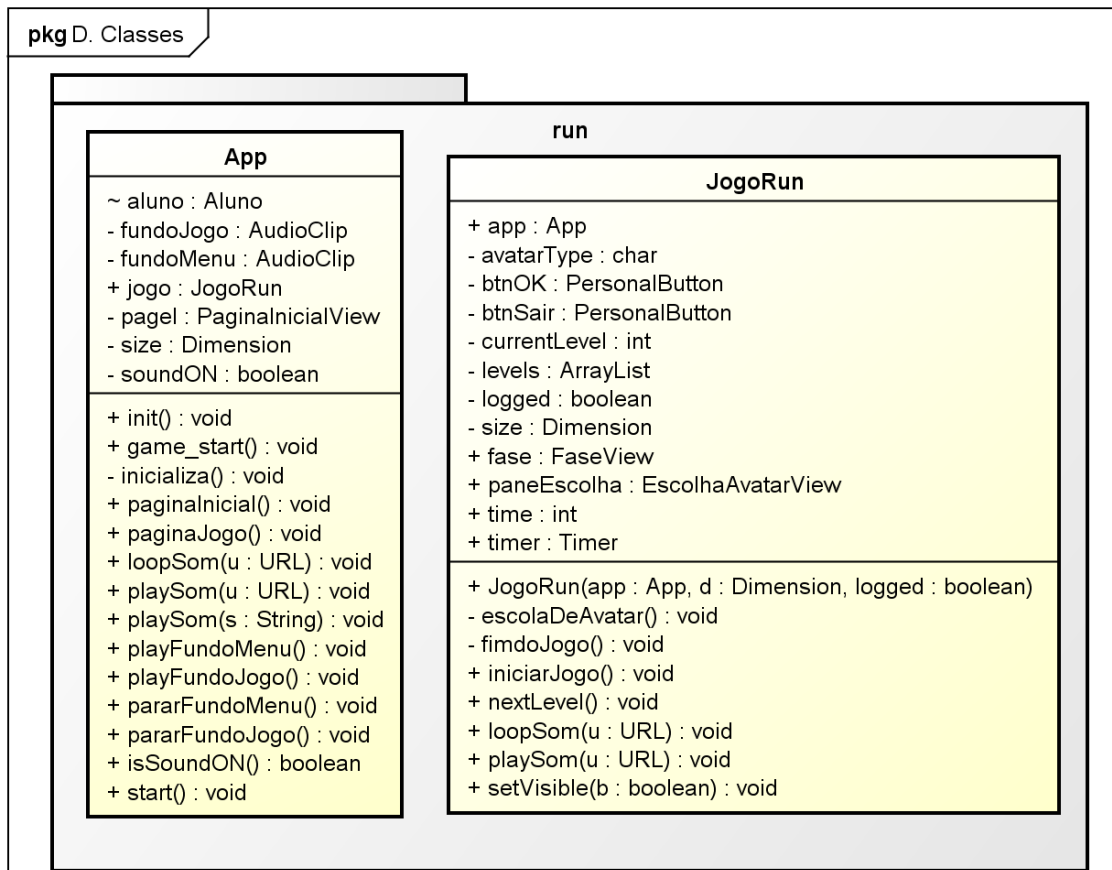 pkg D. Classes
run
App
~ aluno : Aluno
- fundoJogo : AudioClip
- fundoMenu : AudioClip
+ jogo : JogoRun
- pageI : PaginaInicialView
- size : Dimension
- soundON : boolean
+ init() : void
+ game_start() : void
- inicializa() : void
+ paginaInicial() : void
+ paginaJogo() : void
+ loopSom(u : URL) : void
+ playSom(u : URL) : void
+ playSom(s : String) : void
+ playFundoMenu() : void
+ playFundoJogo() : void
+ pararFundoMenu() : void
+ pararFundoJogo() : void
+ isSoundON() : boolean
+ start() : void
JogoRun
+ app : App
- avatarType : char
- btnOK : PersonalButton
- btnSair : PersonalButton
- currentLevel : int
- levels : ArrayList
- logged : boolean
- size : Dimension
+ fase : FaseView
+ paneEscolha : EscolhaAvatarView
+ time : int
+ timer : Timer
+ JogoRun(app : App, d : Dimension, logged : boolean)
- escolaDeAvatar() : void
- fimdoJogo() : void
+ iniciarJogo() : void
+ nextLevel() : void
+ loopSom(u : URL) : void
+ playSom(u : URL) : void
+ setVisible(b : boolean) : void